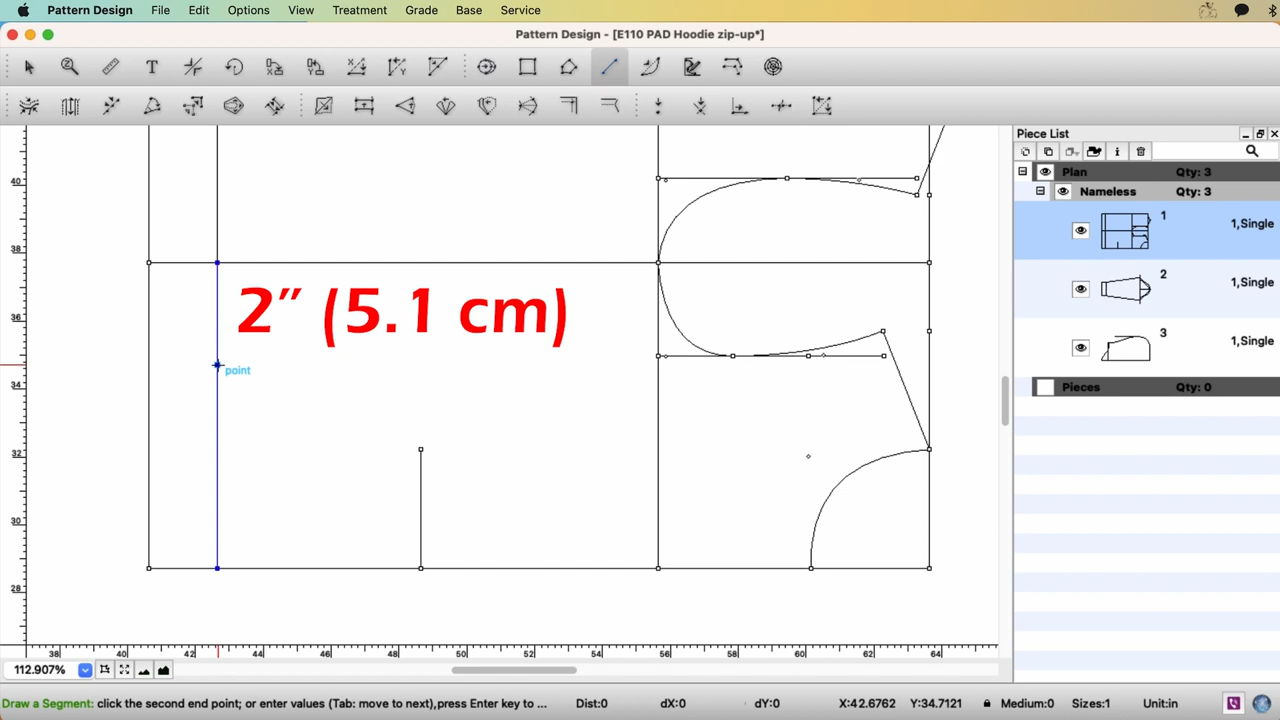 Pattern Design File Edit Options View Treatment Grade Base Service
Pattern Design - [E110 PAD Hoodie zip-up*]
Piece List
Plan Qty: 3
Nameless Qty: 3
1
1,Single
2
1,Single
3
1,Single
Pieces Qty: 0
40
38
36
34
32
30
28
2" (5.1 cm)
point
38 40 42 44 46 48 50 52 54 56 58 60 62 64
112.907%
Draw a Segment: click the second end point; or enter values (Tab: move to next),press Enter key to ... Dist:0 dX:0 dY:0 X:42.6762 Y:34.7121 Medium:0 Sizes:1 Unit:in